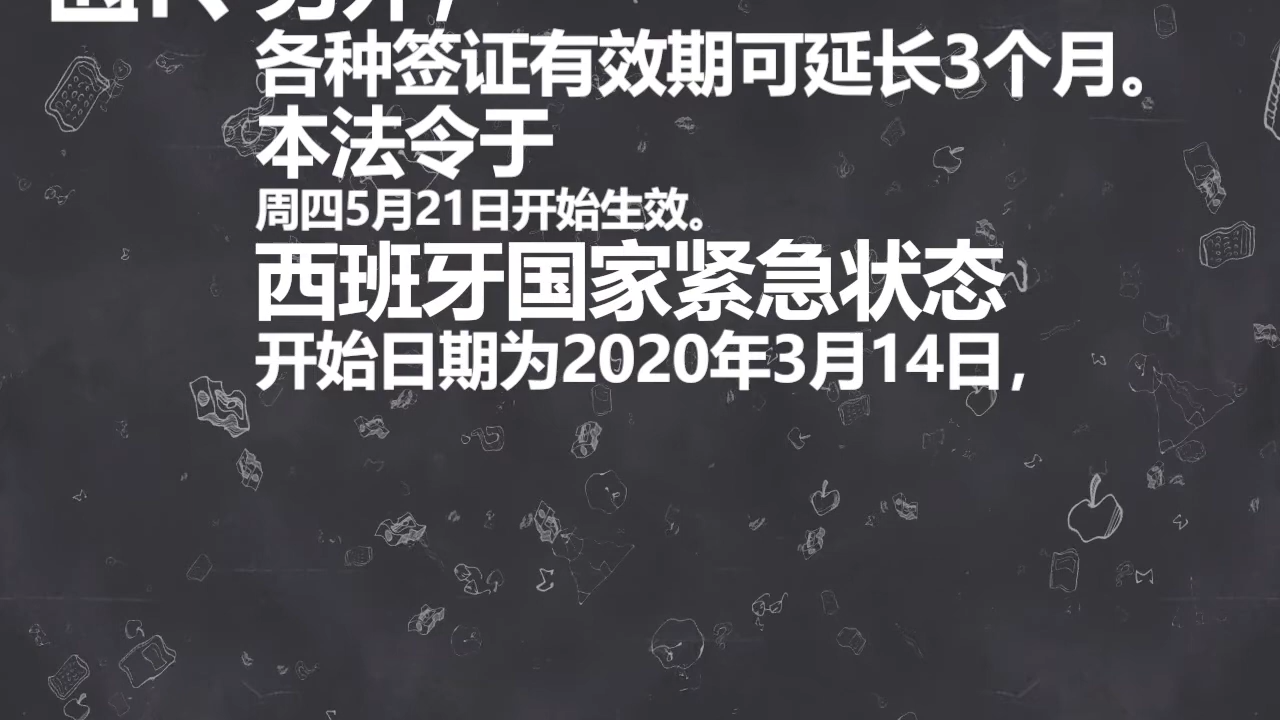 另外，
各种签证有效期可延长3个月。
本法令于
周四5月21日开始生效。
西班牙国家紧急状态
开始日期为2020年3月14日，